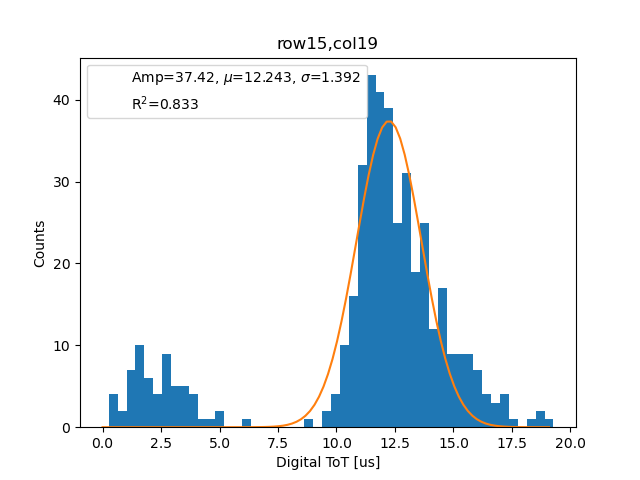 row15,col19
Amp=37.42, μ=12.243, σ=1.392
R²=0.833
Counts
40
30
20
10
0
0.0 2.5 5.0 7.5 10.0 12.5 15.0 17.5 20.0
Digital ToT [us]